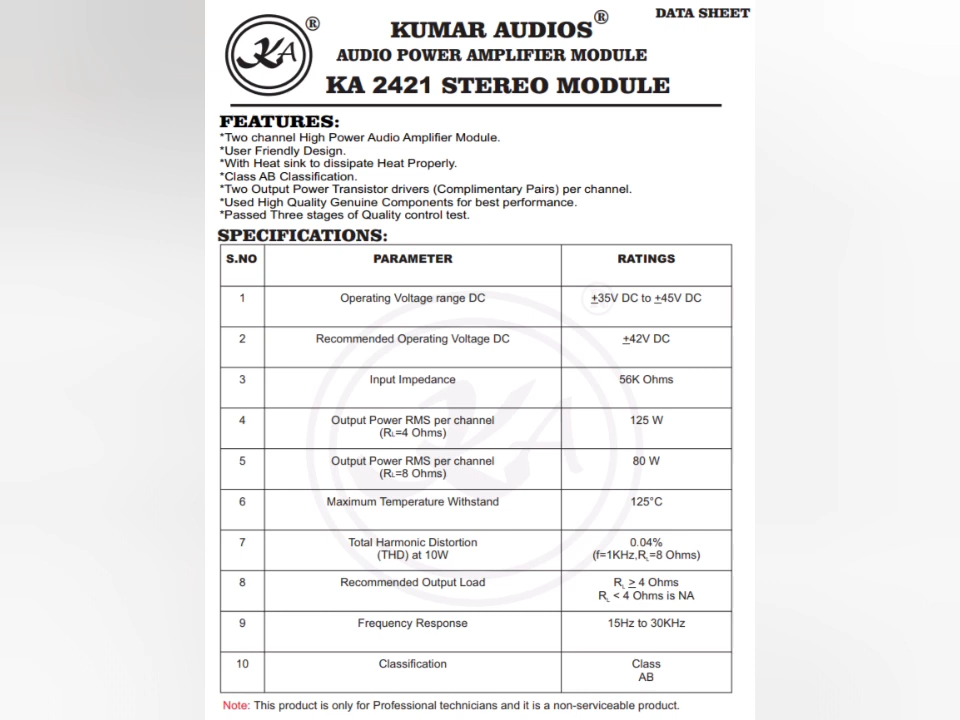 DATA SHEET
KA
®
KUMAR AUDIOS®
AUDIO POWER AMPLIFIER MODULE
KA 2421 STEREO MODULE
FEATURES:
*Two channel High Power Audio Amplifier Module.
*User Friendly Design.
*With Heat sink to dissipate Heat Properly.
*Class AB Classification.
*Two Output Power Transistor drivers (Complimentary Pairs) per channel.
*Used High Quality Genuine Components for best performance.
*Passed Three stages of Quality control test.
SPECIFICATIONS:
S.NO PARAMETER RATINGS
1 Operating Voltage range DC ±35V DC to ±45V DC
2 Recommended Operating Voltage DC ±42V DC
3 Input Impedance 56K Ohms
4 Output Power RMS per channel 125 W
(RL=4 Ohms)
5 Output Power RMS per channel 80 W
(RL=8 Ohms)
6 Maximum Temperature Withstand 125°C
7 Total Harmonic Distortion 0.04%
(THD) at 10W (f=1KHz,RL=8 Ohms)
8 Recommended Output Load RL ≥ 4 Ohms
RL < 4 Ohms is NA
9 Frequency Response 15Hz to 30KHz
10 Classification Class
AB
Note: This product is only for Professional technicians and it is a non-serviceable product.